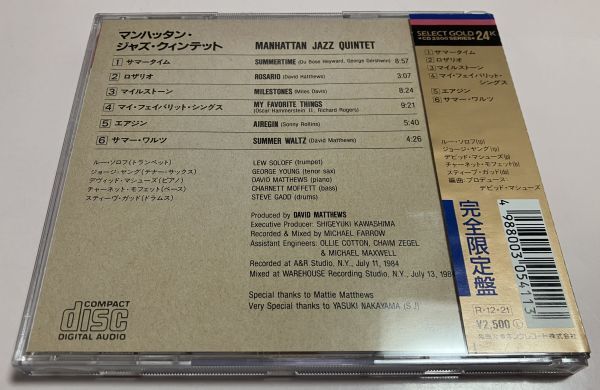 マンハッタン・
ジャズ・クィンテット
MANHATTAN JAZZ QUINTET
1 サマータイム SUMMERTIME (Du Bose Heyward, George Gershwin) 8:57
2 ロザリオ ROSARIO (David Matthews) 3:07
3 マイルストーン MILESTONES (Miles Davis) 8:24
4 マイ・フェイバリット・シングス MY FAVORITE THINGS 9:21
(Oscar Hammerstein II., Richard Rogers)
5 エアジン AIREGIN (Sonny Rollins) 5:40
6 サマー・ワルツ SUMMER WALTZ (David Matthews) 4:26
ルー・ソロフ(トランペット)
ジョージ・ヤング(テナー・サックス)
デヴィッド・マシューズ(ピアノ)
チャーネット・モフェット(ベース)
スティーヴ・ガッド(ドラムス)
LEW SOLOFF (trumpet)
GEORGE YOUNG (tenor sax)
DAVID MATTHEWS (piano)
CHARNETT MOFFETT (bass)
STEVE GADD (drums)
Produced by DAVID MATTHEWS
Executive Producer: SHIGEYUKI KAWASHIMA
Recorded & Mixed by MICHAEL FARROW
Assistant Engineers: OLLIE COTTON, CHAIM ZEGEL
& MICHAEL MAXWELL
Recorded at A&R Studio, N.Y., July 11, 1984
Mixed at WAREHOUSE Recording Studio, N.Y., July 13, 198
Special thanks to Mattie Matthews
Very Special thanks to YASUKI NAKAYAMA (S J)
COMPACT
disc
DIGITAL AUDIO
SELECT GOLD
CD 2500 SERIES
24K
1 サマータイム
2 ロザリオ
3 マイルストーン
4 マイ・フェイバリット・
シングス
5 エアジン
6 サマー・ワルツ
ルー・ソロフ(tp)
ジョージ・ヤング(ts)
デビッド・マシューズ(p)
チャーネット・モフェット(b)
スティーブ・ガッド(ds)
編曲・プロデュース
デビッド・マシューズ
完全限定盤
4988003054113
R-12・21
¥2,500